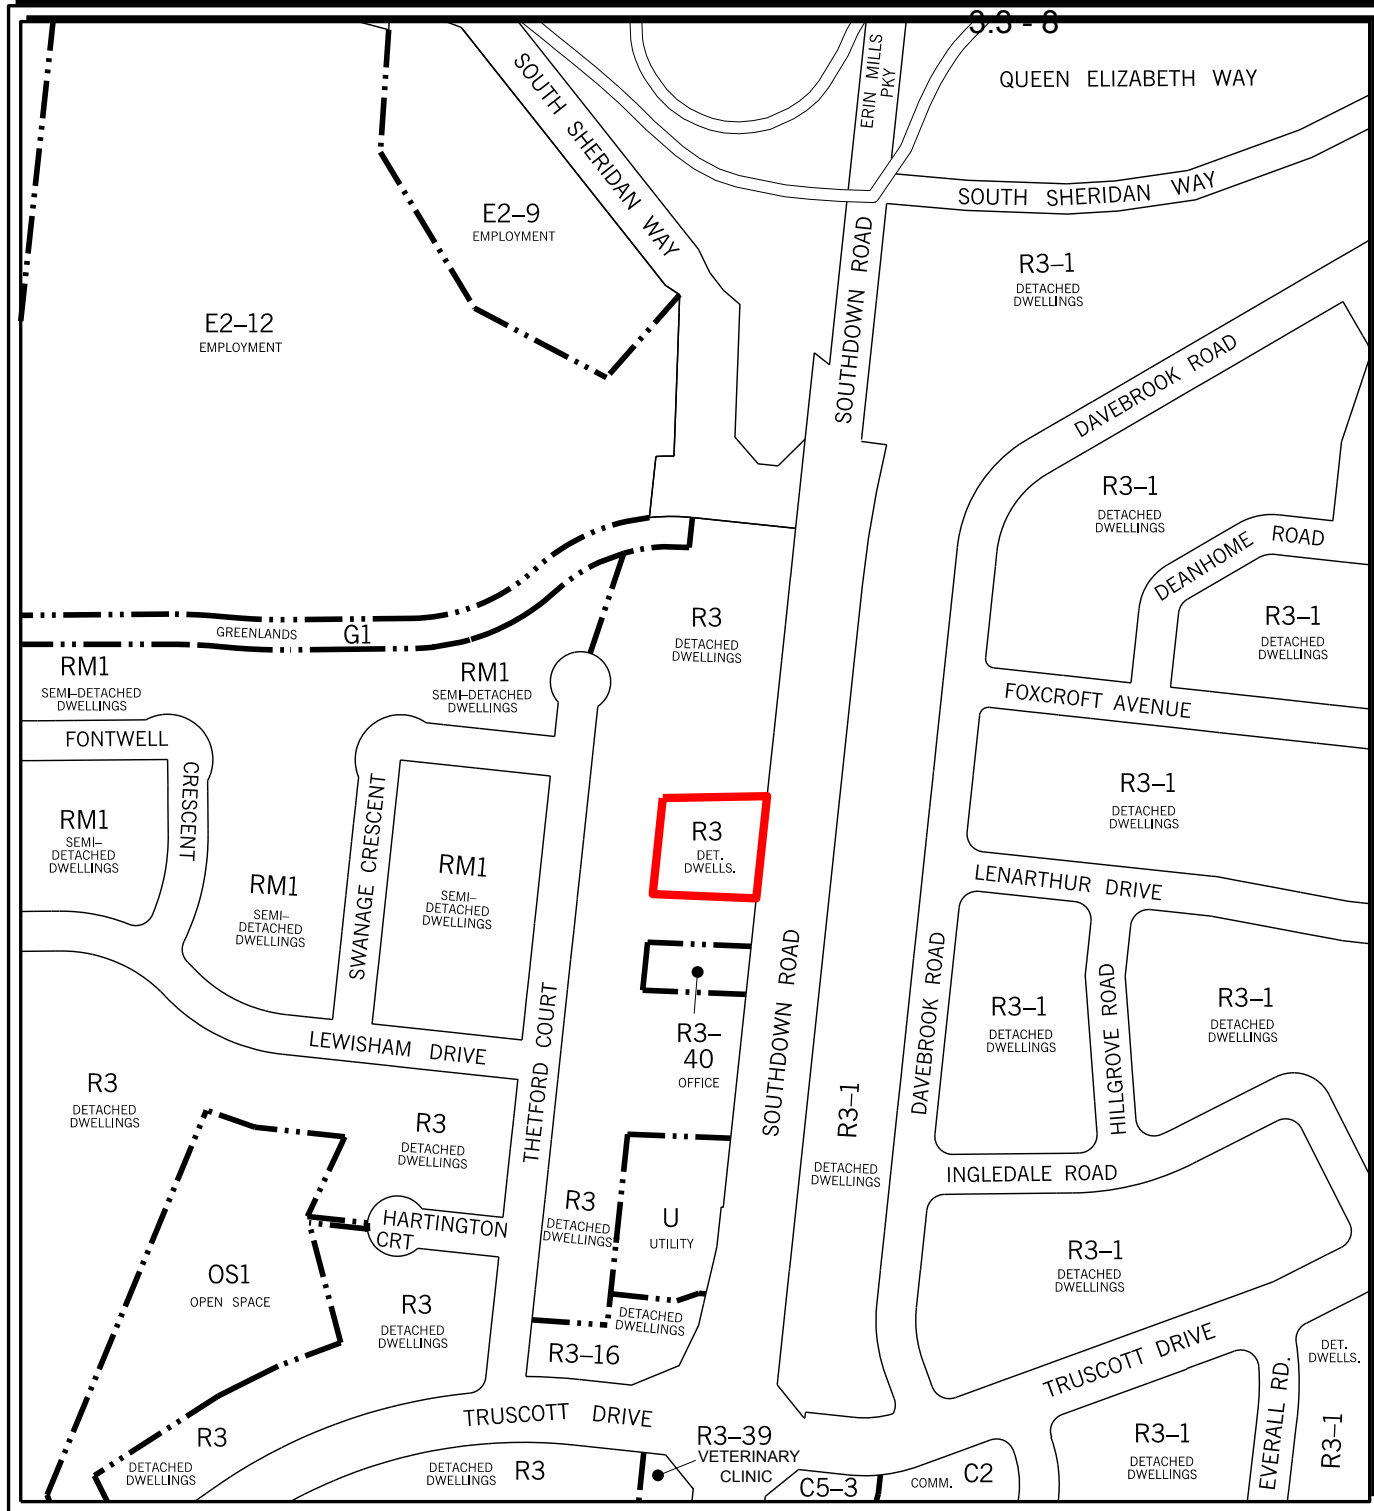 3.3 - 8
QUEEN ELIZABETH WAY
ERIN MILLS
PKY
SOUTH SHERIDAN WAY
SOUTH SHERIDAN WAY
E2–9
EMPLOYMENT
SOUTHDOWN ROAD
R3–1
DETACHED
DWELLINGS
E2–12
EMPLOYMENT
DAVEBROOK ROAD
R3–1
DETACHED
DWELLINGS
DEANHOME ROAD
R3–1
DETACHED
DWELLINGS
R3
DETACHED
DWELLINGS
GREENLANDS G1
RM1
SEMI–DETACHED
DWELLINGS
RM1
SEMI–DETACHED
DWELLINGS
FOXCROFT AVENUE
FONTWELL
CRESCENT
R3–1
DETACHED
DWELLINGS
RM1
SEMI–
DETACHED
DWELLINGS
SWANAGE CRESCENT
RM1
SEMI–
DETACHED
DWELLINGS
R3
DET.
DWELLS.
RM1
SEMI–
DETACHED
DWELLINGS
LENARTHUR DRIVE
SOUTHDOWN ROAD
DAVEBROOK ROAD
R3–1
DETACHED
DWELLINGS
HILLGROVE ROAD
R3–1
DETACHED
DWELLINGS
LEWISHAM DRIVE
THETFORD COURT
R3–
40
OFFICE
R3
DETACHED
DWELLINGS
R3
DETACHED
DWELLINGS
R3–1
DETACHED
DWELLINGS
INGLEDALE ROAD
HARTINGTON
CRT
R3
DETACHED
DWELLINGS
U
UTILITY
R3–1
DETACHED
DWELLINGS
OS1
OPEN SPACE
R3
DETACHED
DWELLINGS
DETACHED
DWELLINGS
R3–16
TRUSCOTT DRIVE
DET.
DWELLS.
R3–1
EVERALL RD.
TRUSCOTT DRIVE
R3
DETACHED
DWELLINGS
DETACHED
DWELLINGS
R3
R3–39
VETERINARY
CLINIC
C5–3
COMM. C2
R3–1
DETACHED
DWELLINGS